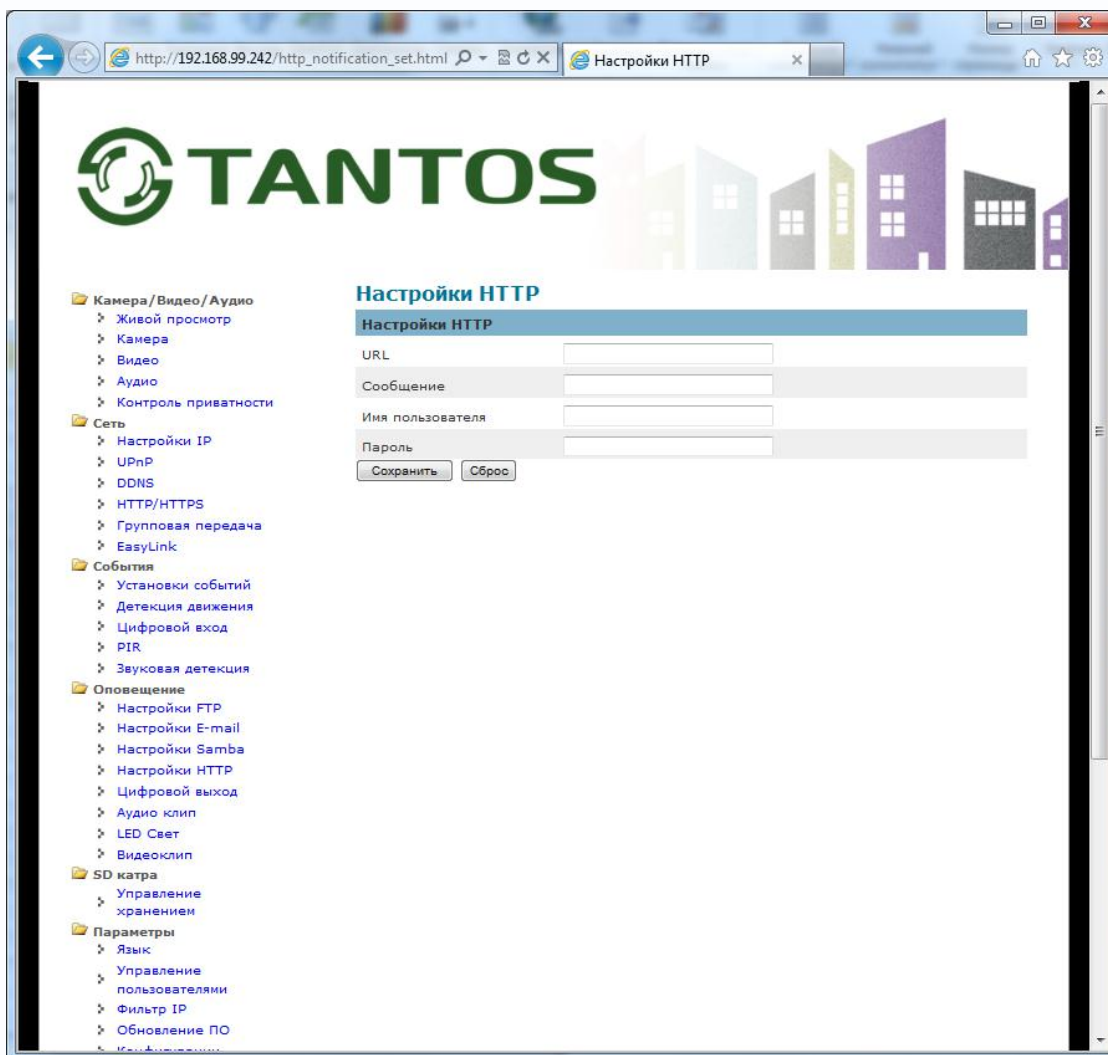 http://192.168.99.242/http_notification_set.html
Настройки HTTP
TANTOS
Камера/Видео/Аудио
Живой просмотр
Камера
Видео
Аудио
Контроль приватности
Сеть
Настройки IP
UPnP
DDNS
HTTP/HTTPS
Групповая передача
EasyLink
События
Установки событий
Детекция движения
Цифровой вход
PIR
Звуковая детекция
Оповещение
Настройки FTP
Настройки E-mail
Настройки Samba
Настройки HTTP
Цифровой выход
Аудио клип
LED Свет
Видеоклип
SD катра
Управление
хранением
Параметры
Язык
Управление
пользователями
Фильтр IP
Обновление ПО
Настройки HTTP
Настройки HTTP
URL
Сообщение
Имя пользователя
Пароль
Сохранить
Сброс